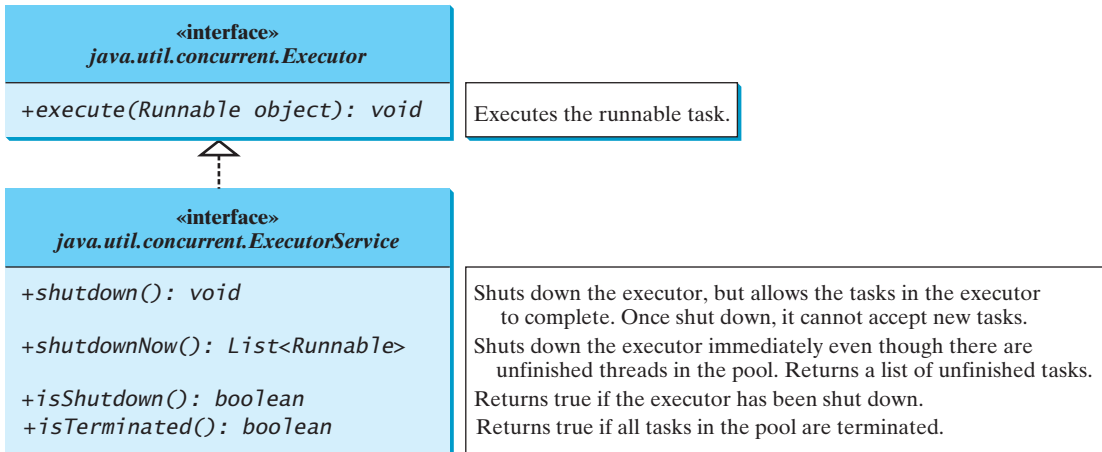 «interface»
java.util.concurrent.Executor
+execute(Runnable object): void
Executes the runnable task.
«interface»
java.util.concurrent.ExecutorService
+shutdown(): void
Shuts down the executor, but allows the tasks in the executor
to complete. Once shut down, it cannot accept new tasks.
+shutdownNow(): List<Runnable>
Shuts down the executor immediately even though there are
unfinished threads in the pool. Returns a list of unfinished tasks.
+isShutdown(): boolean
Returns true if the executor has been shut down.
+isTerminated(): boolean
Returns true if all tasks in the pool are terminated.